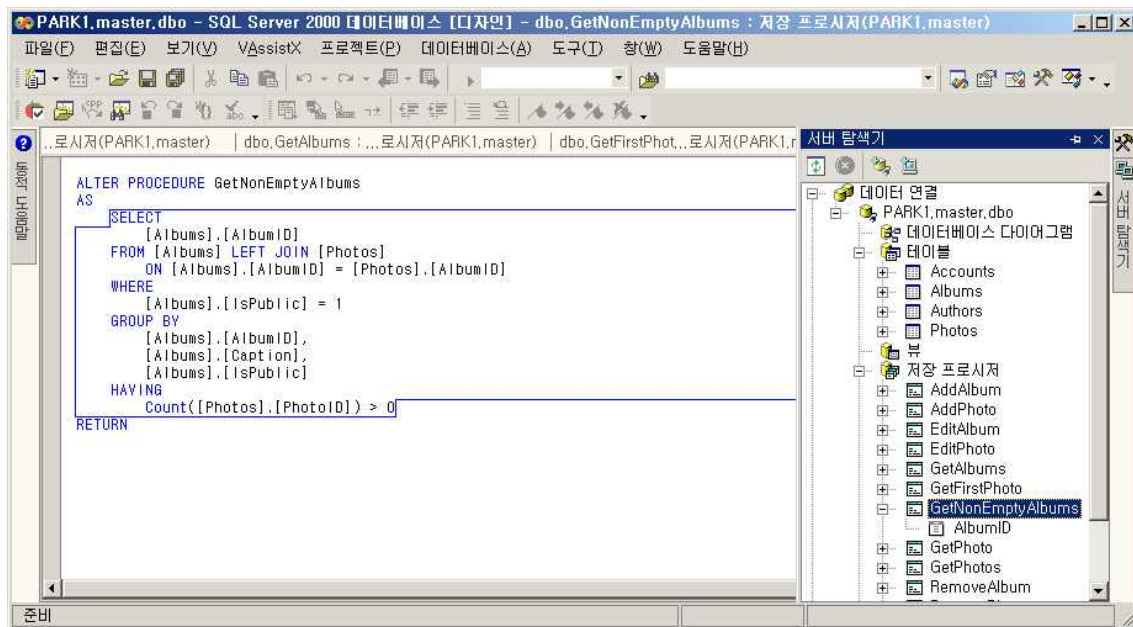 PARK1.master.dbo - SQL Server 2000 데이터베이스 [디자인] - dbo.GetNonEmptyAlbums : 저장 프로시저(PARK1.master)
파일(F) 편집(E) 보기(V) VAssistX 프로젝트(P) 데이터베이스(A) 도구(T) 창(W) 도움말(H)
...로시저(PARK1.master) dbo.GetAlbums : ...로시저(PARK1.master) dbo.GetFirstPhot...로시저(PARK1.r
동적 도움말
ALTER PROCEDURE GetNonEmptyAlbums
AS
SELECT
[Albums].[AlbumID]
FROM [Albums] LEFT JOIN [Photos]
ON [Albums].[AlbumID] = [Photos].[AlbumID]
WHERE
[Albums].[IsPublic] = 1
GROUP BY
[Albums].[AlbumID],
[Albums].[Caption],
[Albums].[IsPublic]
HAVING
Count([Photos].[PhotoID]) > 0
RETURN
서버 탐색기
데이터 연결
PARK1.master.dbo
데이터베이스 다이어그램
테이블
Accounts
Albums
Authors
Photos
뷰
저장 프로시저
AddAlbum
AddPhoto
EditAlbum
EditPhoto
GetAlbums
GetFirstPhoto
GetNonEmptyAlbums
AlbumID
GetPhoto
GetPhotos
RemoveAlbum
서버 탐색기
준비